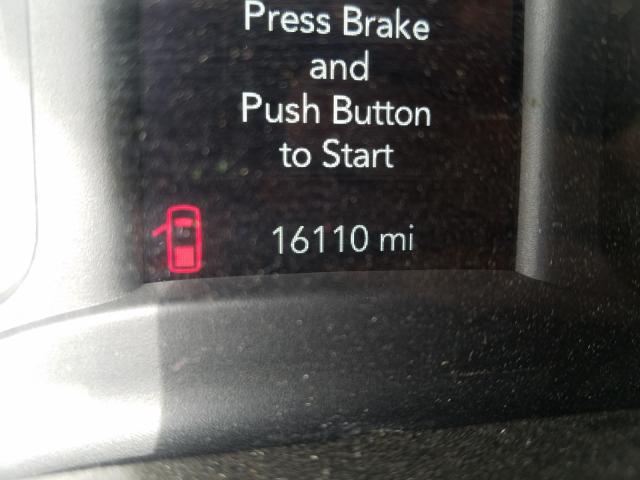 Press Brake
and
Push Button
to Start
16110 mi